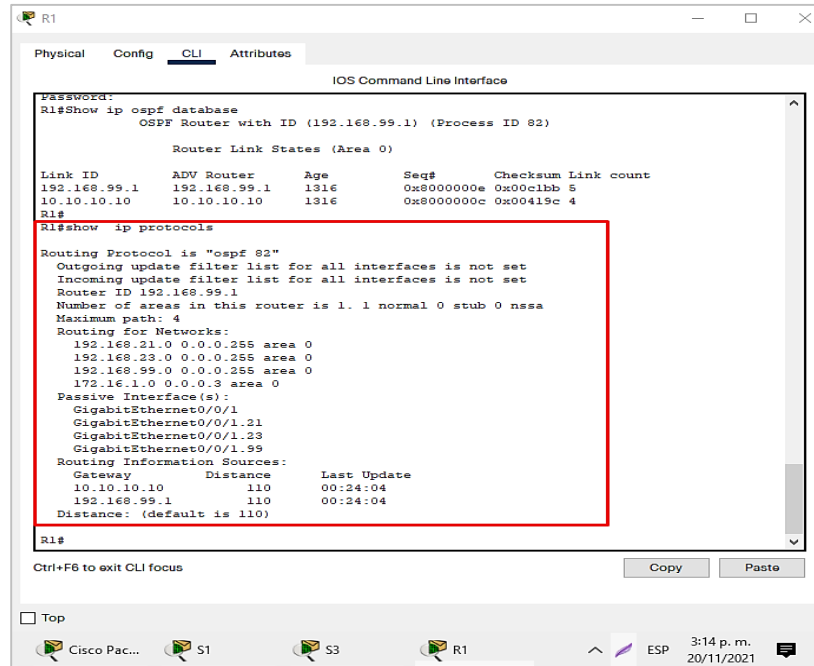 R1
Physical Config CLI Attributes
IOS Command Line Interface
Password:
R1#Show ip ospf database
OSPF Router with ID (192.168.99.1) (Process ID 82)
Router Link States (Area 0)
Link ID ADV Router Age Seq# Checksum Link count
192.168.99.1 192.168.99.1 1316 0x8000000e 0x00c1bb 5
10.10.10.10 10.10.10.10 1316 0x8000000c 0x00419c 4
R1#
R1#show ip protocols
Routing Protocol is "ospf 82"
Outgoing update filter list for all interfaces is not set
Incoming update filter list for all interfaces is not set
Router ID 192.168.99.1
Number of areas in this router is 1. 1 normal 0 stub 0 nssa
Maximum path: 4
Routing for Networks:
192.168.21.0 0.0.0.255 area 0
192.168.23.0 0.0.0.255 area 0
192.168.99.0 0.0.0.255 area 0
172.16.1.0 0.0.0.3 area 0
Passive Interface(s):
GigabitEthernet0/0/1
GigabitEthernet0/0/1.21
GigabitEthernet0/0/1.23
GigabitEthernet0/0/1.99
Routing Information Sources:
Gateway Distance Last Update
10.10.10.10 110 00:24:04
192.168.99.1 110 00:24:04
Distance: (default is 110)
R1#
Ctrl+F6 to exit CLI focus
Copy Paste
Top
Cisco Pac... S1 S3 R1 ESP 3:14 p. m.
20/11/2021